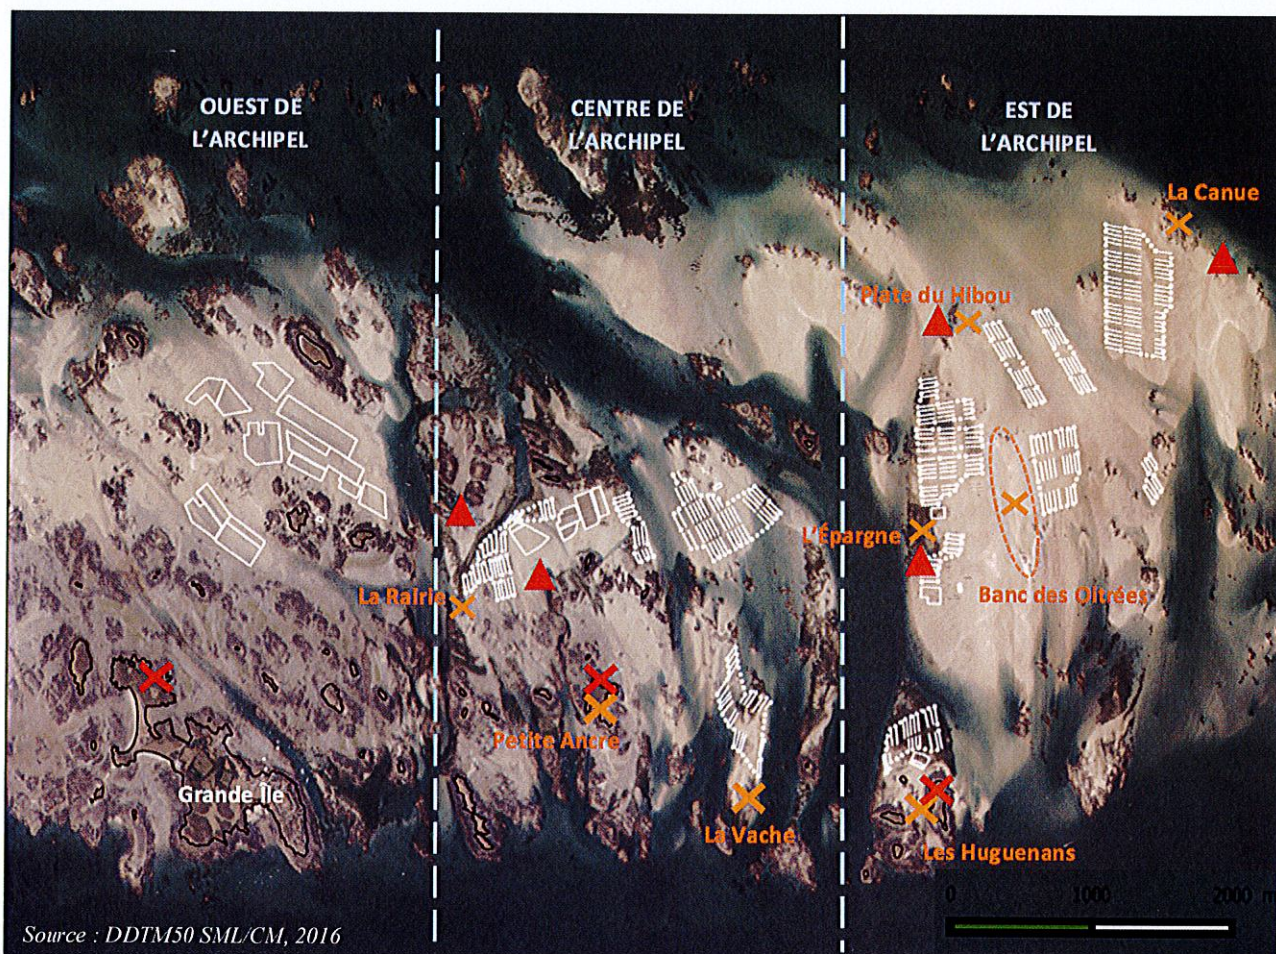 OUEST DE
L'ARCHIPEL
CENTRE DE
L'ARCHIPEL
EST DE
L'ARCHIPEL
La Canue
Plate du Hibou
L'Épargne
Banc des Oitrées
La Rairie
Petite Ancre
Grande Île
La Vache
Les Huguenans
0 1000 2000 m
Source : DDTM50 SML/CM, 2016